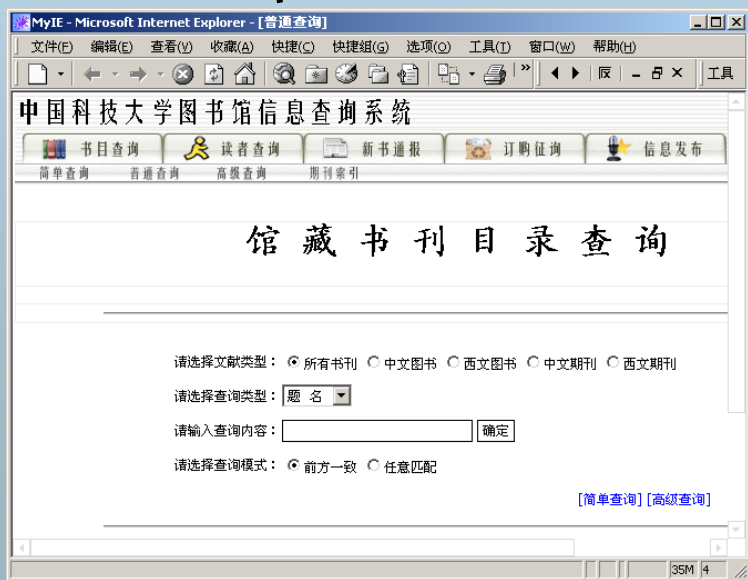 MyIE - Microsoft Internet Explorer - [普通查询]
文件(F) 编辑(E) 查看(V) 收藏(A) 快捷(C) 快捷组(G) 选项(O) 工具(T) 窗口(W) 帮助(H)
» 反 工具
中国科技大学图书馆信息查询系统
书目查询 读者查询 新书通报 订购征询 信息发布
简单查询 普通查询 高级查询 期刊索引
馆藏书刊目录查询
请选择文献类型： 所有书刊 中文图书 西文图书 中文期刊 西文期刊
请选择查询类型： 题 名
请输入查询内容： 确定
请选择查询模式： 前方一致 任意匹配
[简单查询] [高级查询]
35M 4